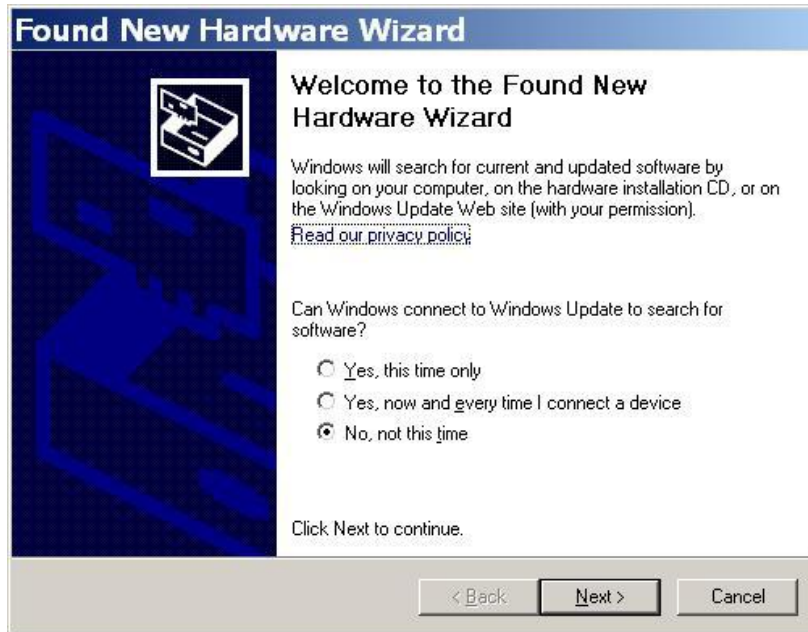 Found New Hardware Wizard
Welcome to the Found New
Hardware Wizard
Windows will search for current and updated software by
looking on your computer, on the hardware installation CD, or on
the Windows Update Web site (with your permission).
Read our privacy policy
Can Windows connect to Windows Update to search for
software?
Yes, this time only
Yes, now and every time I connect a device
No, not this time
Click Next to continue.
< Back Next > Cancel